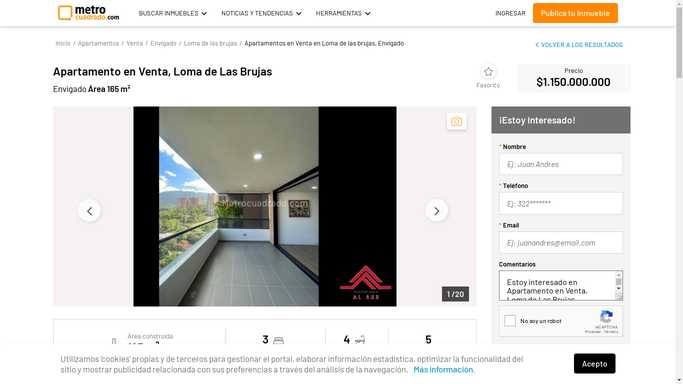 metro
cuadrado.com
BUSCAR INMUEBLES
NOTICIAS Y TENDENCIAS
HERRAMIENTAS
INGRESAR
Publica tu Inmueble
Inicio / Apartamentos / Venta / Envigado / Loma de las brujas / Apartamentos en Venta en Loma de las brujas, Envigado
< VOLVER A LOS RESULTADOS
Apartamento en Venta, Loma de Las Brujas
Envigado Área 165 m²
Favorito
Precio
$1.150.000.000
Metrocuadrado.com
AL SUR
1 / 20
¡Estoy Interesado!
* Nombre
Ej: Juan Andres
* Teléfono
Ej: 322*******
* Email
Ej: juanandres@email.com
Comentarios
Estoy interesado en
Apartamento en Venta,
Loma de Las Brujas
No soy un robot
reCAPTCHA
Privacidad - Términos
Área construida
3
4
5
Utilizamos 'cookies' propias y de terceros para gestionar el portal, elaborar información estadística, optimizar la funcionalidad del
sitio y mostrar publicidad relacionada con sus preferencias a través del análisis de la navegación. Más información.
Acepto